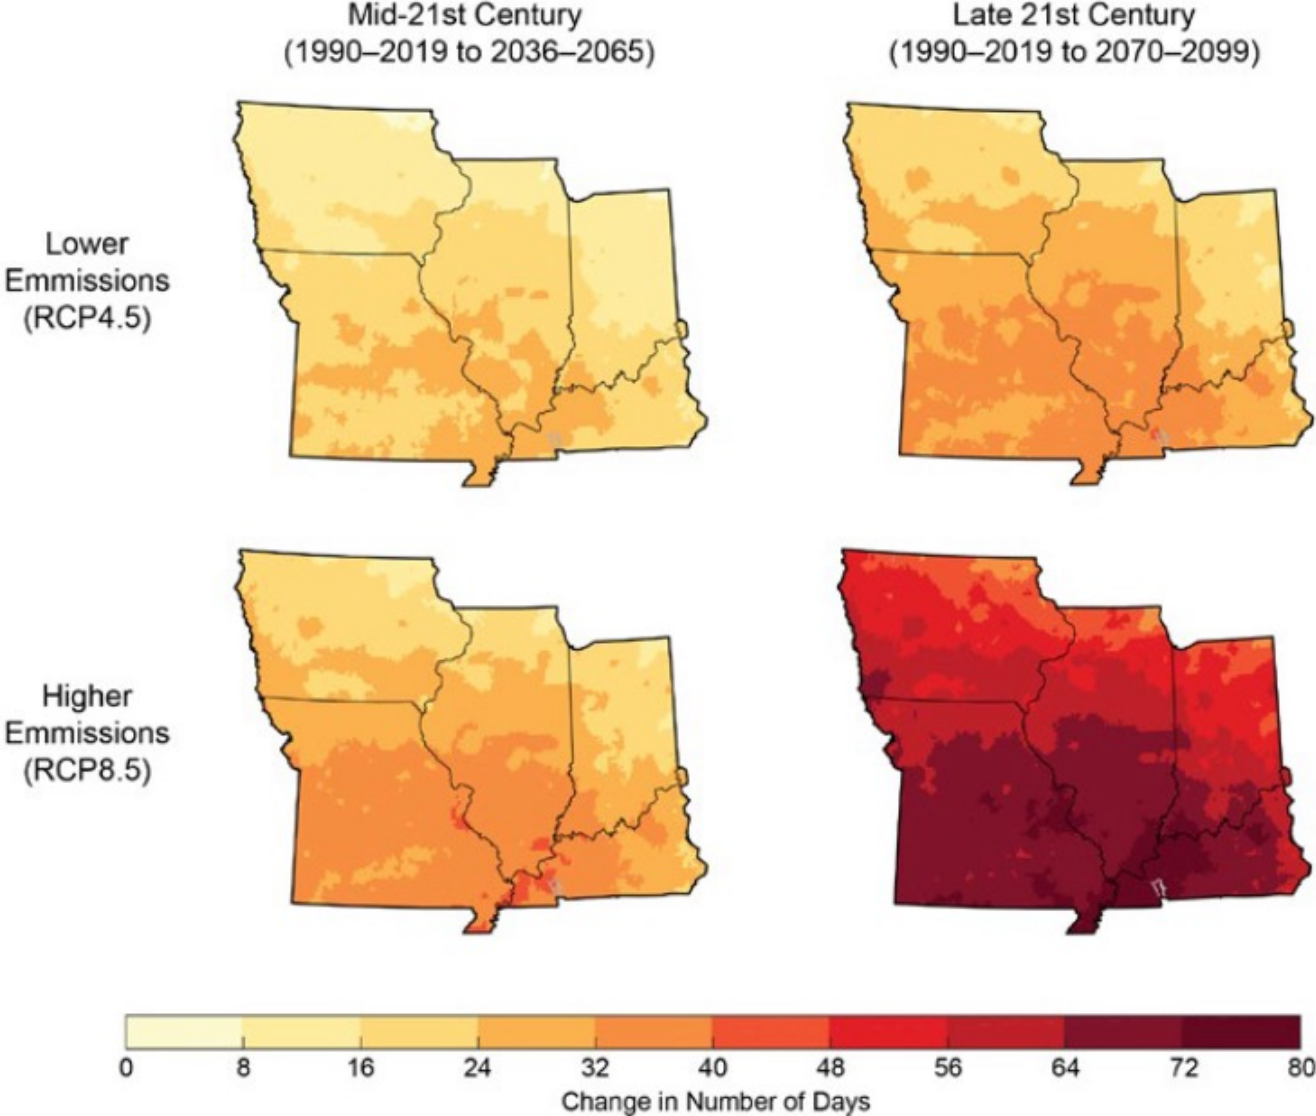 Mid-21st Century
(1990–2019 to 2036–2065)
Late 21st Century
(1990–2019 to 2070–2099)
Lower
Emmissions
(RCP4.5)
Higher
Emmissions
(RCP8.5)
0 8 16 24 32 40 48 56 64 72 80
Change in Number of Days